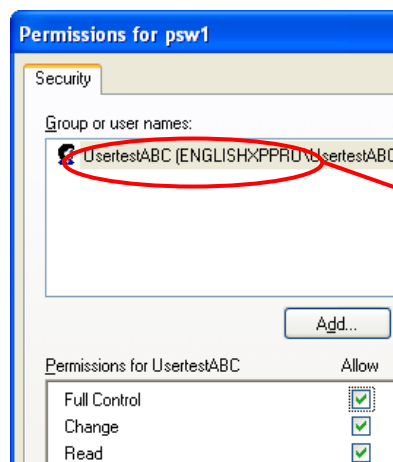 Permissions for psw1
Security
Group or user names:
UsertestABC (ENGLISHXPPRO\UsertestABC
Add...
Permissions for UsertestABC Allow
Full Control
Change
Read